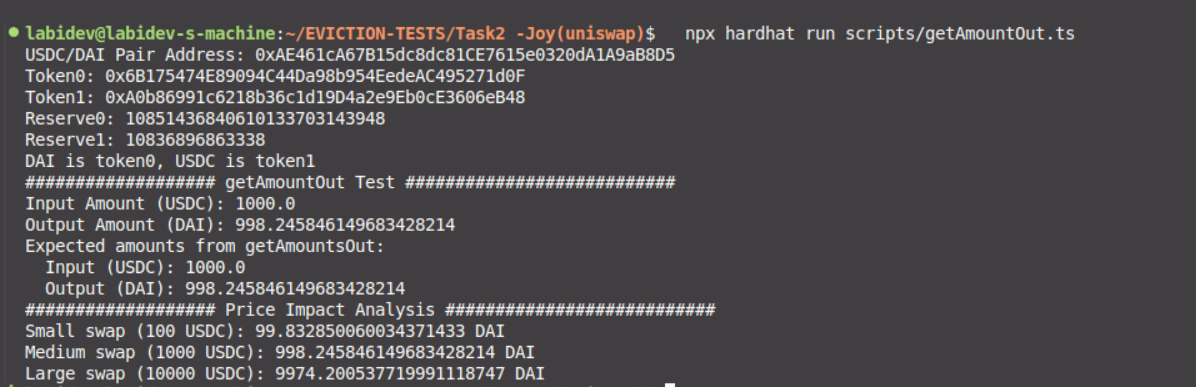 labidev@labidev-s-machine:~/EVICTION-TESTS/Task2 -Joy(uniswap)$ npx hardhat run scripts/getAmountOut.ts
USDC/DAI Pair Address: 0xAE461cA67B15dc8dc81CE7615e0320dA1A9aB8D5
Token0: 0x6B175474E89094C44Da98b954EedeAC495271d0F
Token1: 0xA0b86991c6218b36c1d19D4a2e9Eb0cE3606eB48
Reserve0: 10851436840610133703143948
Reserve1: 10836896863338
DAI is token0, USDC is token1
################### getAmountOut Test ###########################
Input Amount (USDC): 1000.0
Output Amount (DAI): 998.245846149683428214
Expected amounts from getAmountsOut:
  Input (USDC): 1000.0
  Output (DAI): 998.245846149683428214
################### Price Impact Analysis ###########################
Small swap (100 USDC): 99.832850060034371433 DAI
Medium swap (1000 USDC): 998.245846149683428214 DAI
Large swap (10000 USDC): 9974.200537719991118747 DAI